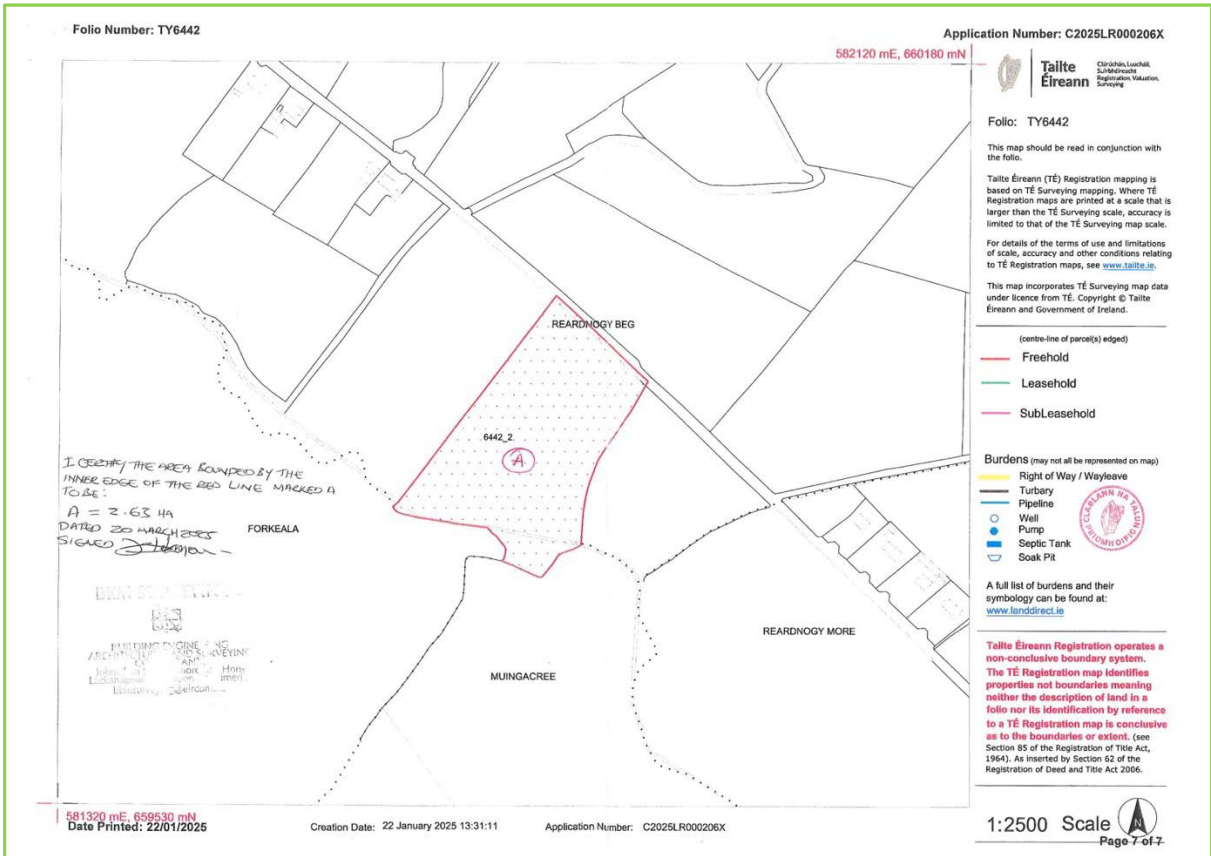 Folio Number: TY6442
Application Number: C2025LR000206X
582120 mE, 660180 mN
Tailte
Éireann
Clárúchán, Luacháil,
Suirbhéireacht
Registration, Valuation,
Surveying
Folio: TY6442
This map should be read in conjunction with
the folio.
Tailte Éireann (TÉ) Registration mapping is
based on TÉ Surveying mapping. Where TÉ
Registration maps are printed at a scale that is
larger than the TÉ Surveying scale, accuracy is
limited to that of the TÉ Surveying map scale.
For details of the terms of use and limitations
of scale, accuracy and other conditions relating
to TÉ Registration maps, see www.tailte.ie.
This map incorporates TÉ Surveying map data
under licence from TÉ. Copyright © Tailte
Éireann and Government of Ireland.
(centre-line of parcel(s) edged)
Freehold
Leasehold
SubLeasehold
Burdens (may not all be represented on map)
Right of Way / Wayleave
Turbary
Pipeline
Well
Pump
Septic Tank
Soak Pit
CLARLANN NA TALÚN
PRIOMHOIFIG
A full list of burdens and their
symbology can be found at:
www.landdirect.ie
Tailte Éireann Registration operates a
non-conclusive boundary system.
The TÉ Registration map identifies
properties not boundaries meaning
neither the description of land in a
folio nor its identification by reference
to a TÉ Registration map is conclusive
as to the boundaries or extent. (see
Section 85 of the Registration of Title Act,
1964). As inserted by Section 62 of the
Registration of Deed and Title Act 2006.
1:2500 Scale
N
Page 7 of 7
REARDNOGY BEG
6442_2
A
I CERTIFY THE AREA BOUNDED BY THE
INNER EDGE OF THE RED LINE MARKED A
TO BE:
A = 2.63 HA
DATED 20 MARCH 2025
SIGNED
FORKEALA
BUILDING ENGINEERING
REARDNOGY MORE
MUINGACREE
581320 mE, 659530 mN
Date Printed: 22/01/2025
Creation Date: 22 January 2025 13:31:11
Application Number: C2025LR000206X